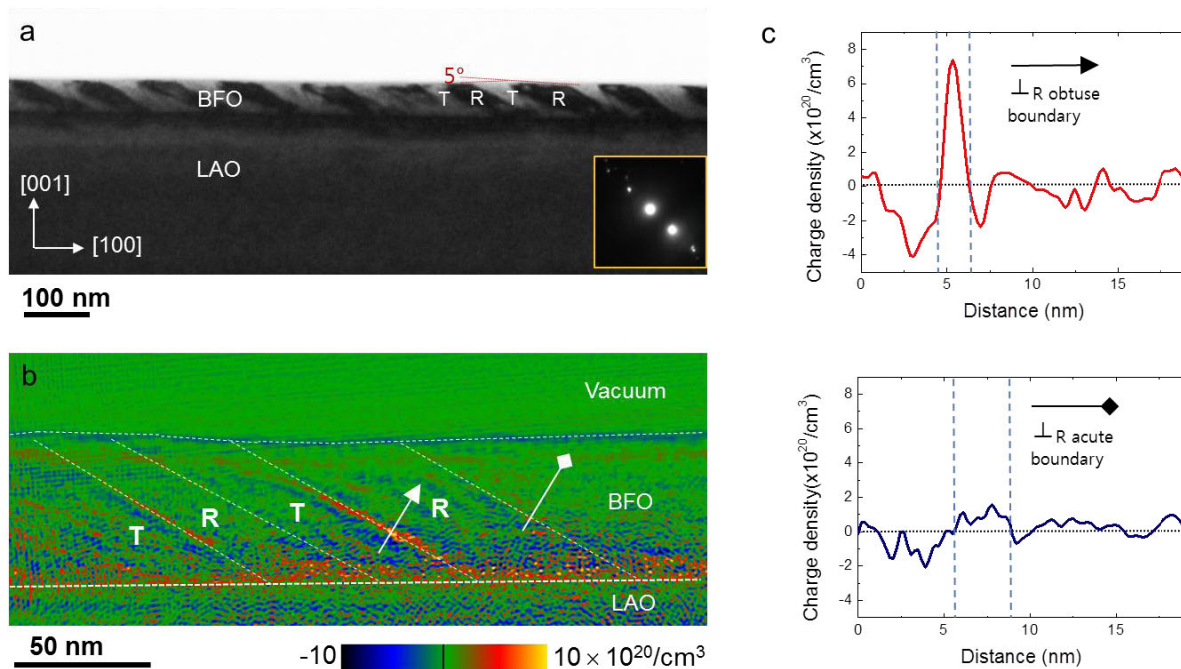 a
5°
BFO
T R T R
LAO
[001]
[100]
100 nm
b
Vacuum
T R T R
BFO
LAO
50 nm
-10
10 × 10²⁰/cm³
c
Charge density (x10²⁰/cm³)
8
6
4
2
0
-2
-4
⊥ R obtuse
boundary
0 5 10 15
Distance (nm)
Charge density(x10²⁰/cm³)
8
6
4
2
0
-2
-4
⊥ R acute
boundary
0 5 10 15
Distance (nm)